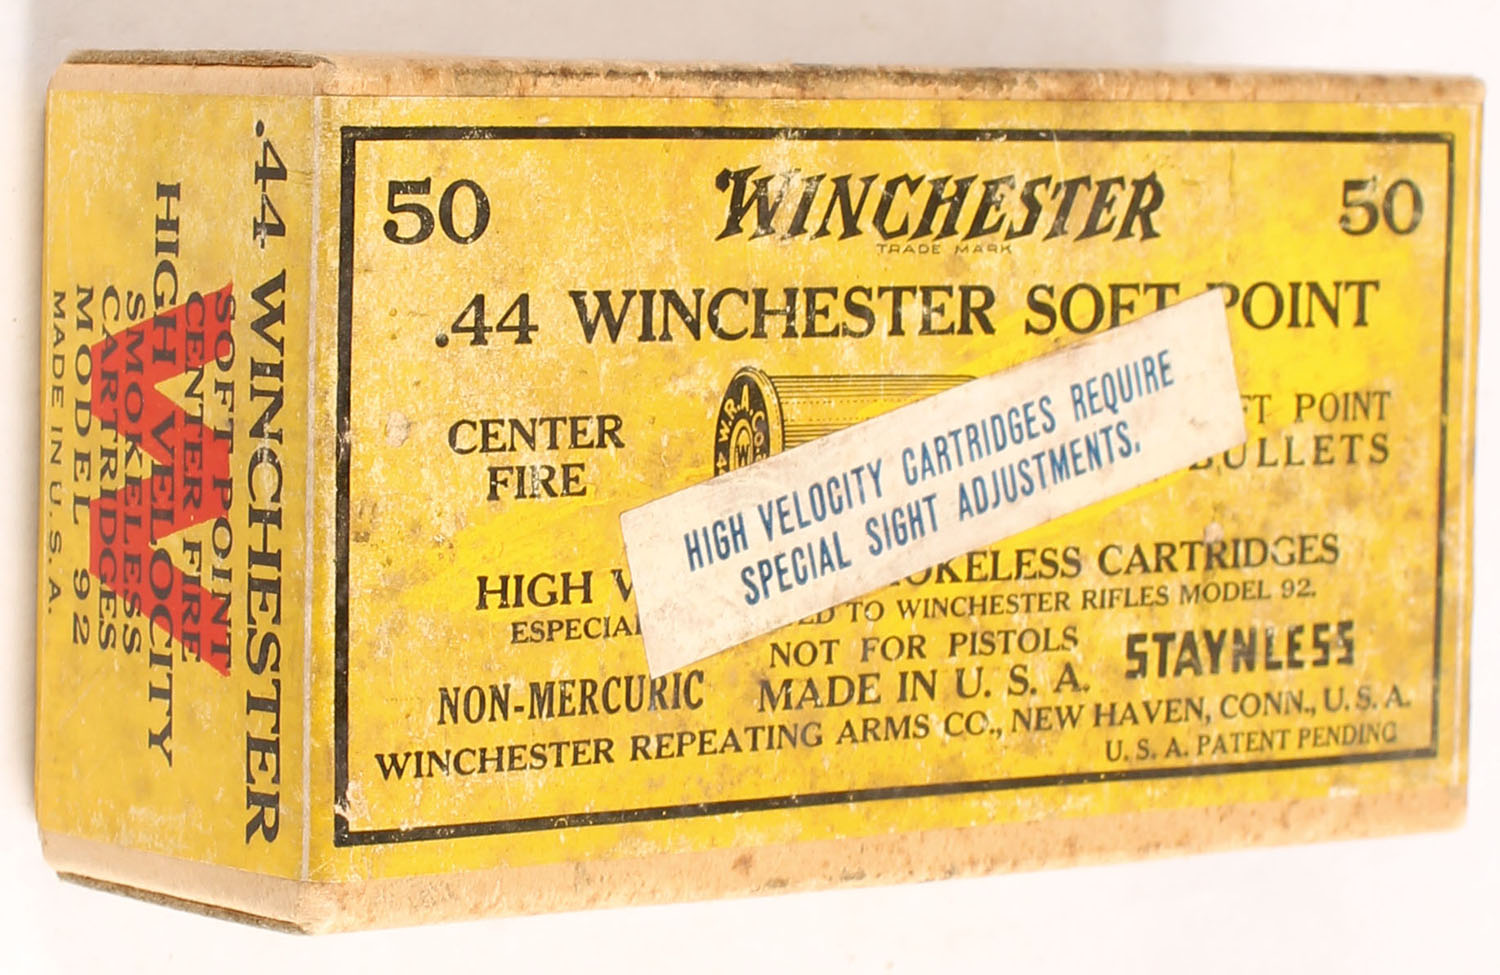 .44 WINCHESTER
SOFT POINT
CENTER FIRE
HIGH VELOCITY
SMOKELESS
CARTRIDGES
MODEL 92
MADE IN U.S.A.
W
50 WINCHESTER 50
TRADE MARK
.44 WINCHESTER SOFT POINT
CENTER
FIRE
W.R.A.CO.
W
FT POINT
BULLETS
HIGH VELOCITY CARTRIDGES REQUIRE
SPECIAL SIGHT ADJUSTMENTS.
HIGH V OKELESS CARTRIDGES
ESPECIAL ED TO WINCHESTER RIFLES MODEL 92.
NOT FOR PISTOLS
NON-MERCURIC MADE IN U. S. A. STAYNLESS
WINCHESTER REPEATING ARMS CO., NEW HAVEN, CONN., U. S. A.
U. S. A. PATENT PENDING